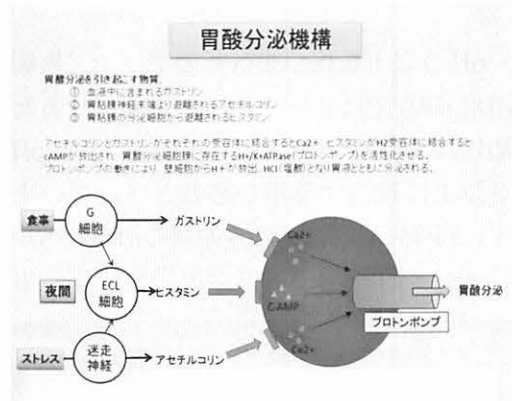 胃酸分泌機構
胃酸分泌を引き起こす物質
① 血液中に含まれるガストリン
② 胃粘膜神経末端より遊離されるアセチルコリン
③ 胃粘膜の分泌細胞から遊離されるヒスタミン
アセチルコリンとガストリンがそれぞれの受容体に結合するとCa2+ ヒスタミンがH2受容体に結合すると
cAMPが放出され 胃酸分泌細胞膜に存在するH+/K+ATPase（プロトンポンプ）を活性化させる。
プロトンポンプの働きにより 壁細胞からH+が放出、HCl（塩酸）となり胃液とともに分泌される。
食事
G
細胞
ガストリン
Ca2+
夜間
ECL
細胞
ヒスタミン
C-AMP
胃酸分泌
プロトンポンプ
ストレス
迷走
神経
アセチルコリン
Ca2+